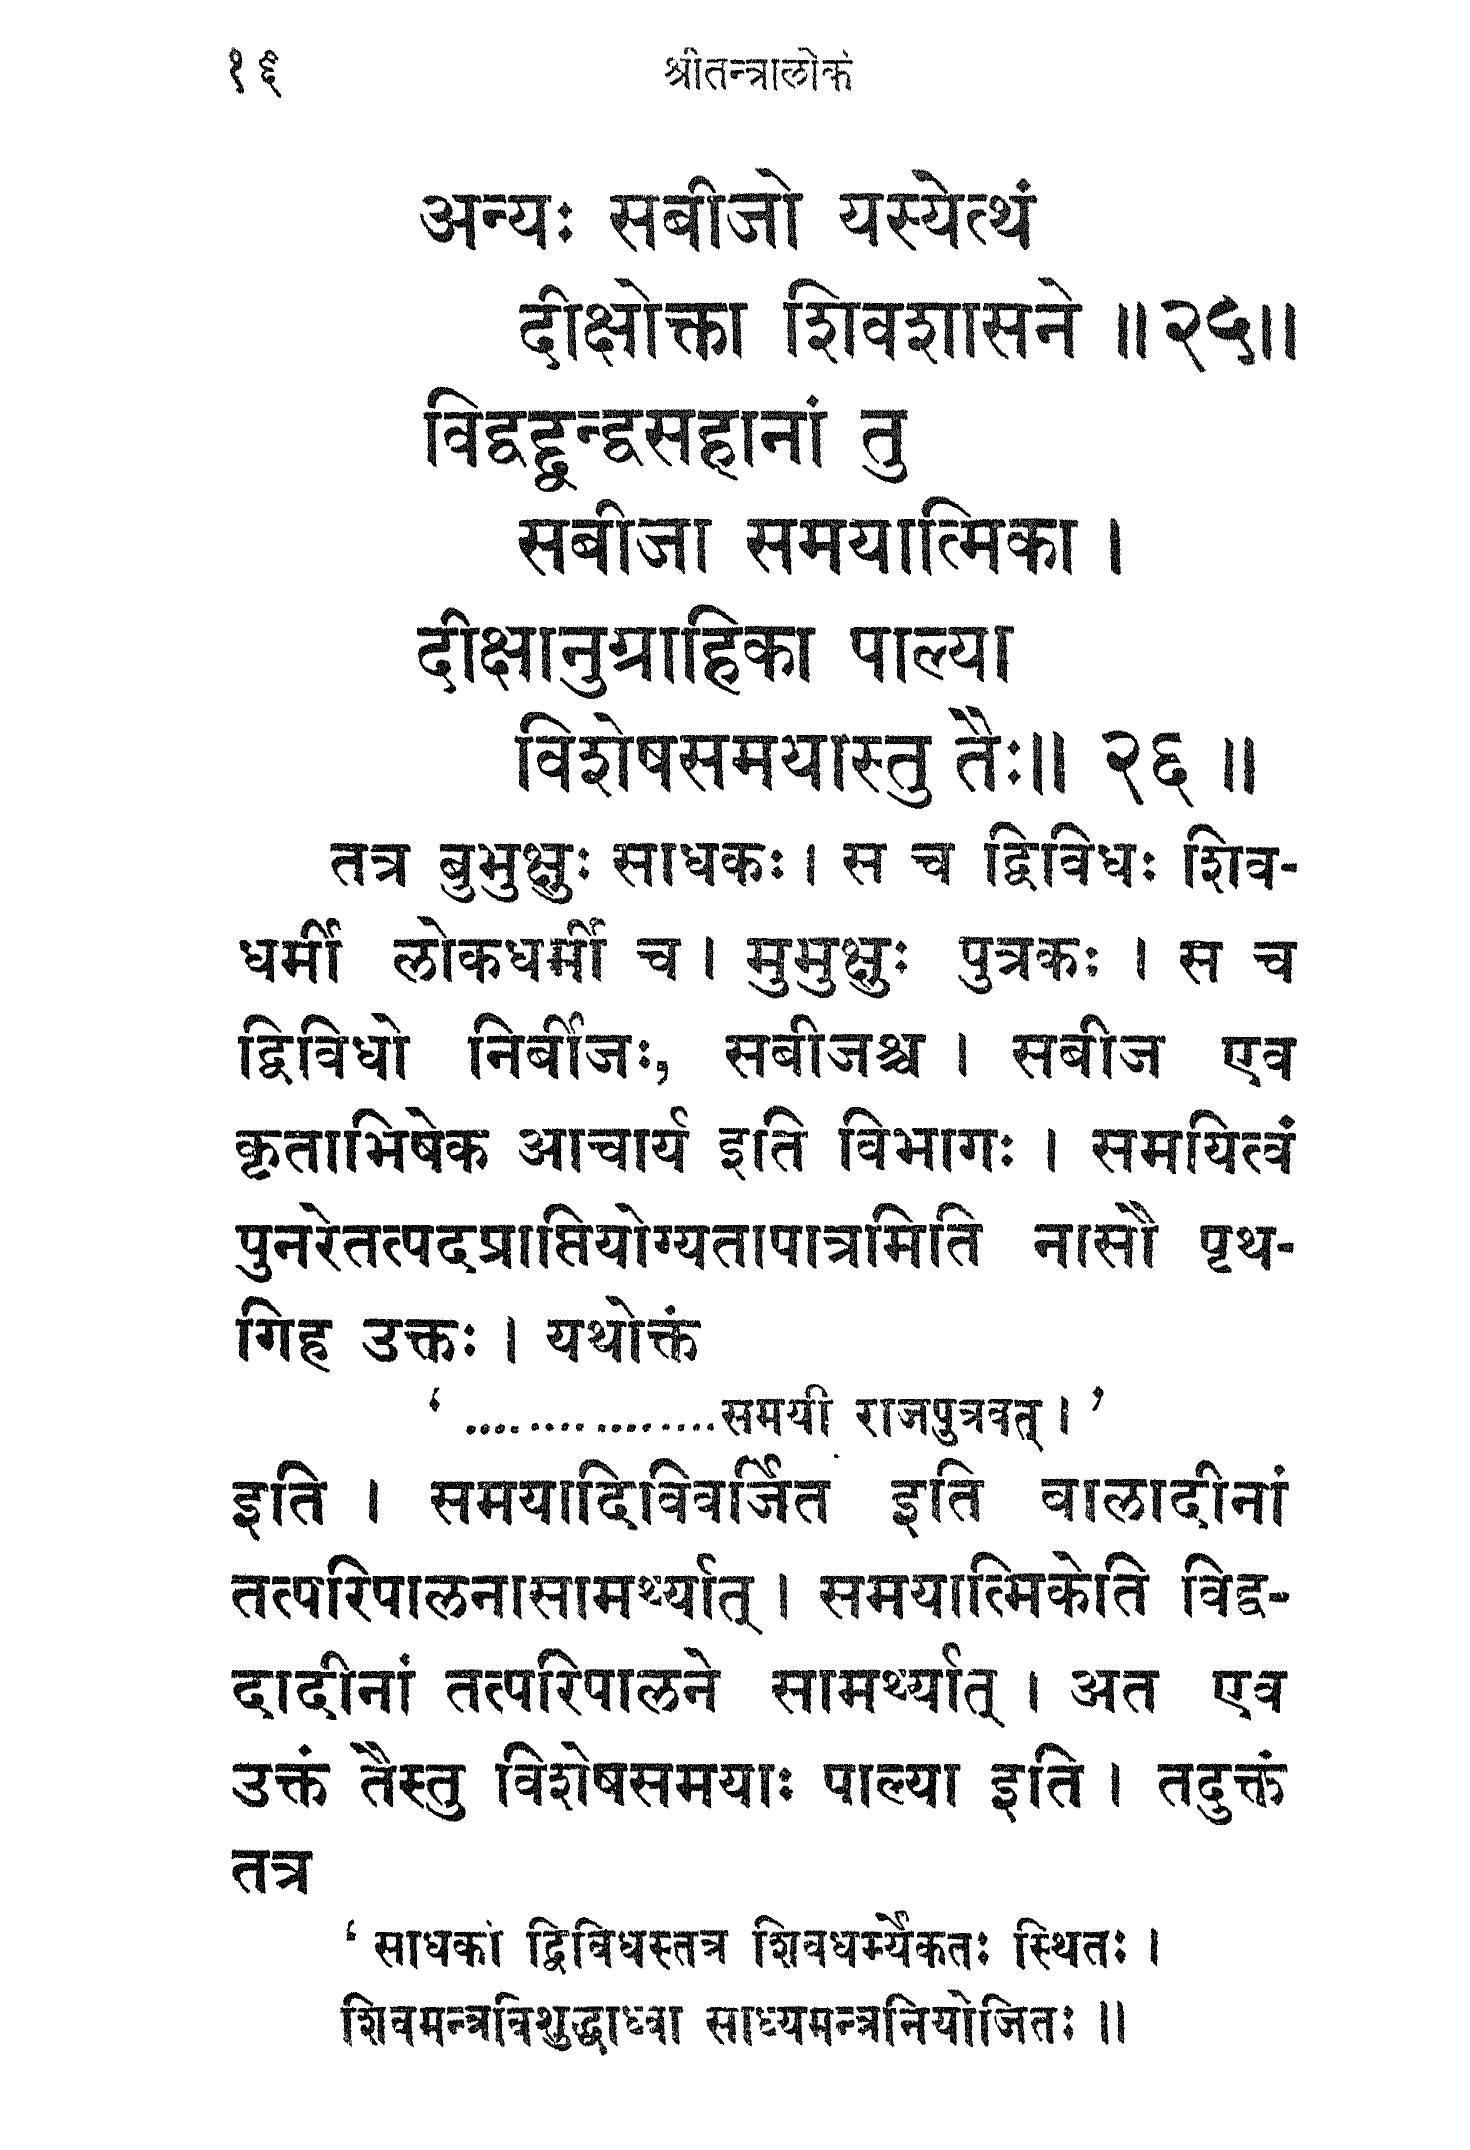 १६
श्रीतन्त्रालोकः
अन्यः सबीजो यस्येत्थं
दीक्षोक्ता शिवशासने ॥२५॥
विद्वद्द्वन्द्वसहानां तु
सबीजा समयात्मिका ।
दीक्षानुग्राहिका पाल्या
विशेषसमयास्तु तैः॥ २६ ॥
तत्र बुभुक्षुः साधकः। स च द्विविधः शिव-
धर्मी लोकधर्मी च। मुमुक्षुः पुत्रकः । स च
द्विविधो निर्बीजः, सबीजश्च । सबीज एव
कृताभिषेक आचार्य इति विभागः । समयित्वं
पुनरेतत्पदप्राप्तियोग्यतापात्रमिति नासौ पृथ-
गिह उक्तः । यथोक्तं
‘ ................समयी राजपुत्रवत् । ’
इति । समयादिविवर्जित इति बालादीनां
तत्परिपालनासामर्थ्यात् । समयात्मिकेति विद्व-
दादीनां तत्परिपालने सामर्थ्यात् । अत एव
उक्तं तैस्तु विशेषसमयाः पाल्या इति । तदुक्तं
तत्र
‘ साधको द्विविधस्तत्र शिवधर्म्यैकतः स्थितः ।
शिवमन्त्रविशुद्धाध्वा साध्यमन्त्रनियोजितः ॥